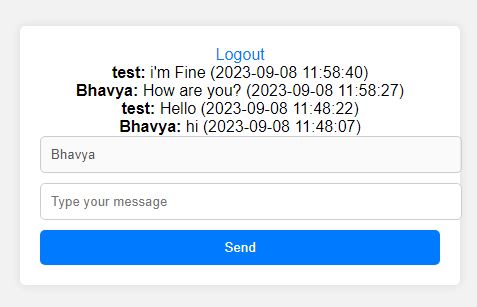 Logout
test: i'm Fine (2023-09-08 11:58:40)
Bhavya: How are you? (2023-09-08 11:58:27)
test: Hello (2023-09-08 11:48:22)
Bhavya: hi (2023-09-08 11:48:07)
Bhavya
Type your message
Send